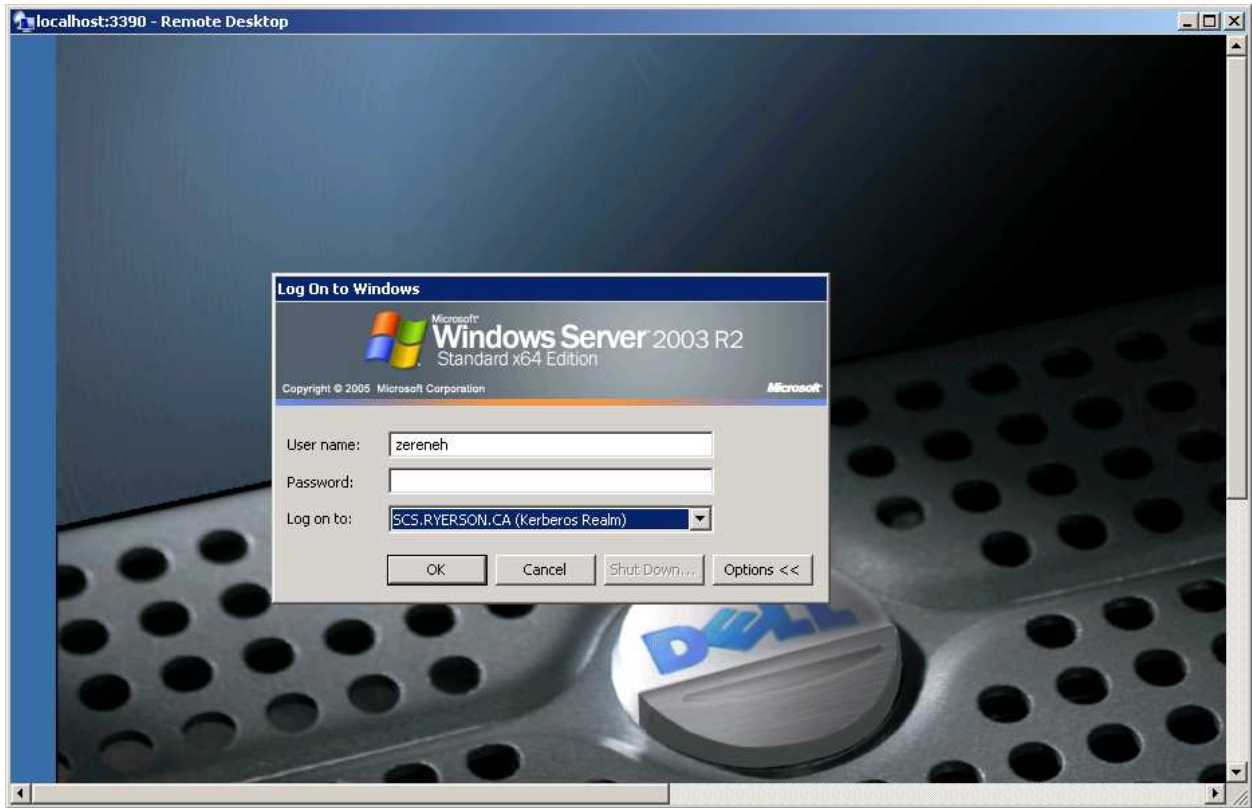 localhost:3390 - Remote Desktop
Log On to Windows
Microsoft
Windows Server 2003 R2
Standard x64 Edition
Copyright © 2005 Microsoft Corporation
Microsoft
User name: zereneh
Password:
Log on to: SCS.RYERSON.CA (Kerberos Realm)
OK Cancel Shut Down... Options <<
DELL